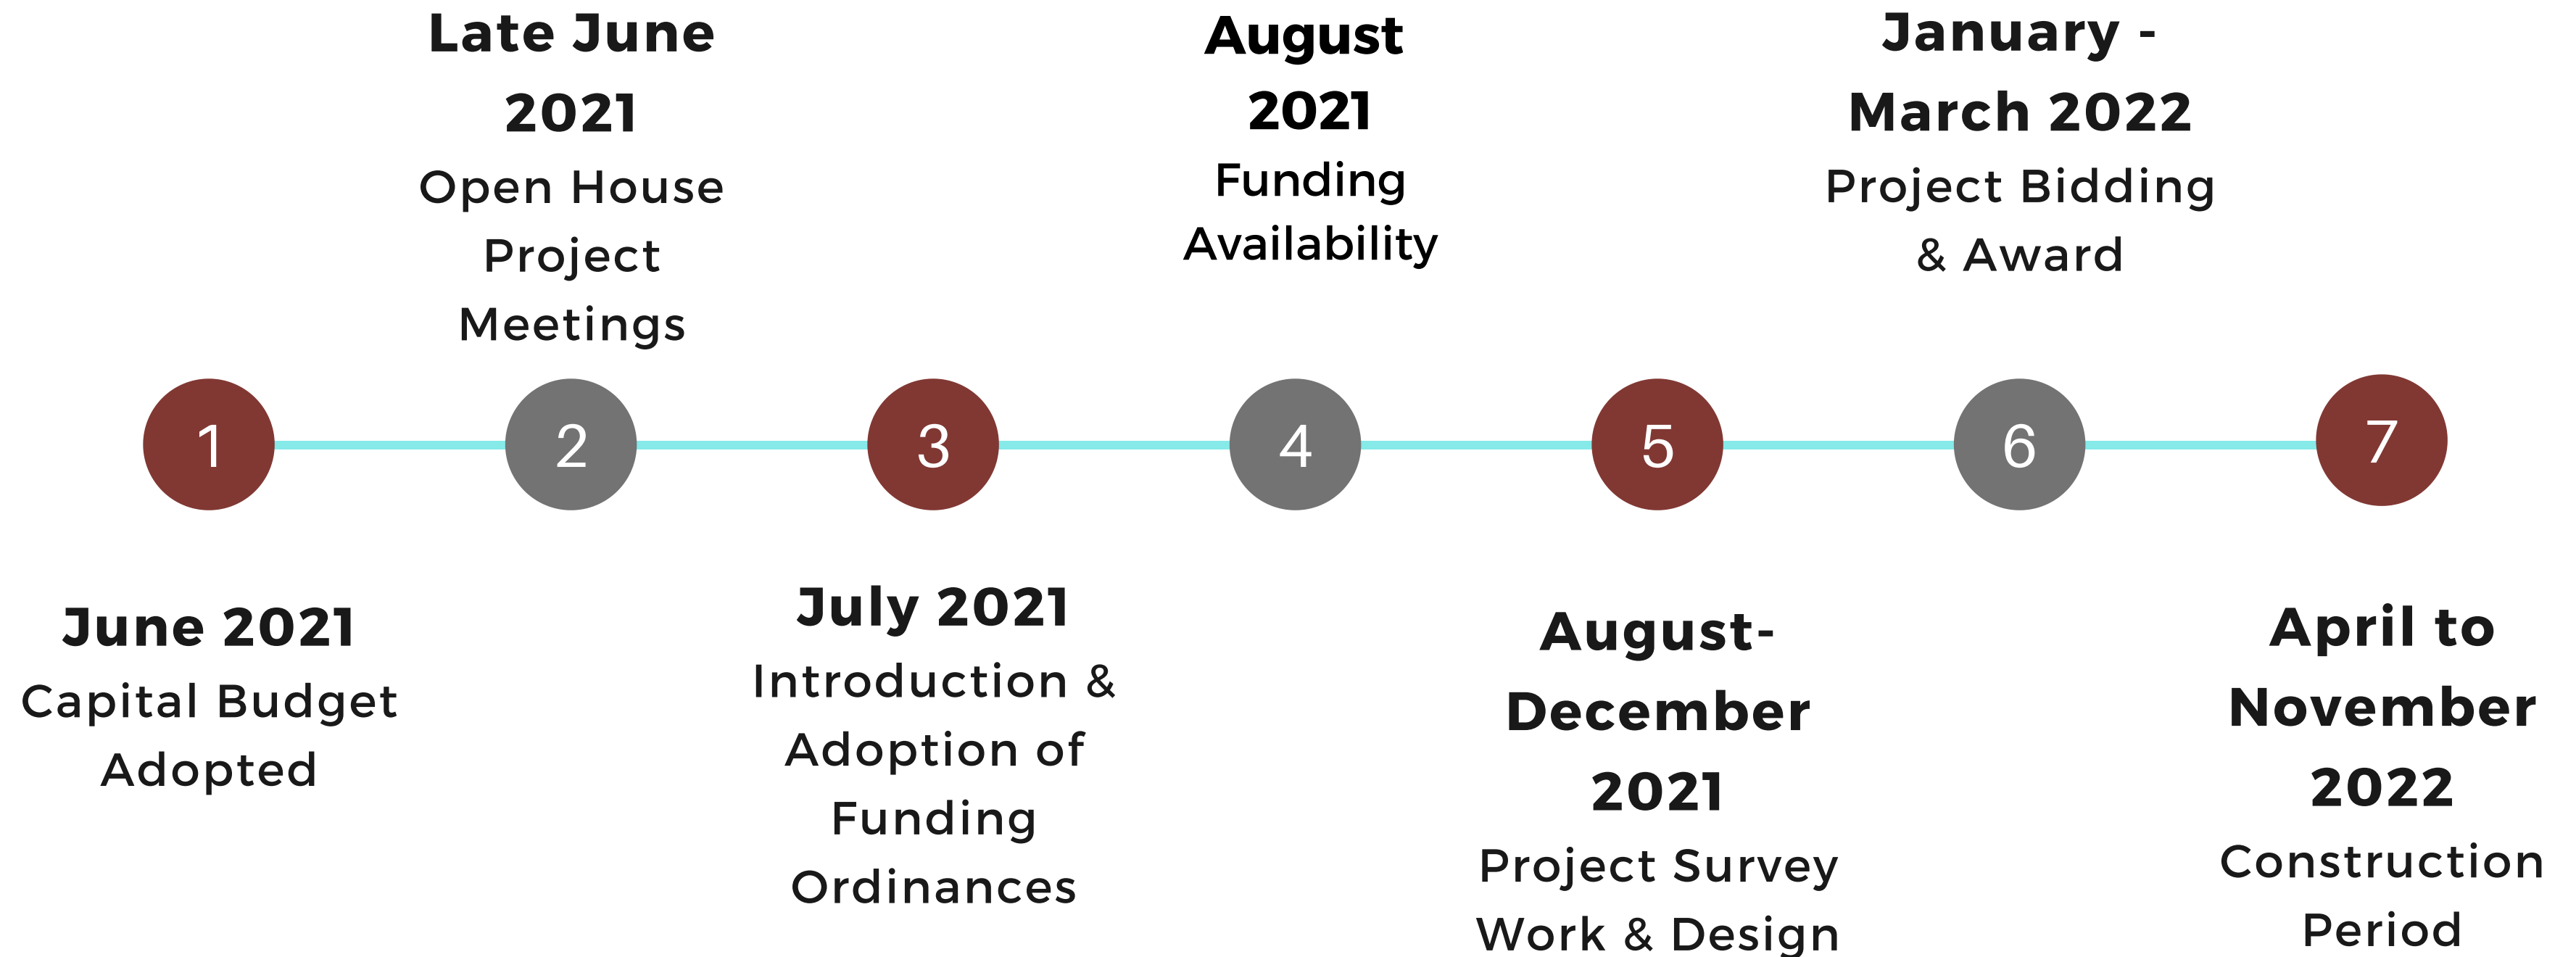 1
June 2021
Capital Budget
Adopted
Late June
2021
Open House
Project
Meetings
2
3
July 2021
Introduction &
Adoption of
Funding
Ordinances
August
2021
Funding
Availability
4
5
August-
December
2021
Project Survey
Work & Design
January -
March 2022
Project Bidding
& Award
6
7
April to
November
2022
Construction
Period